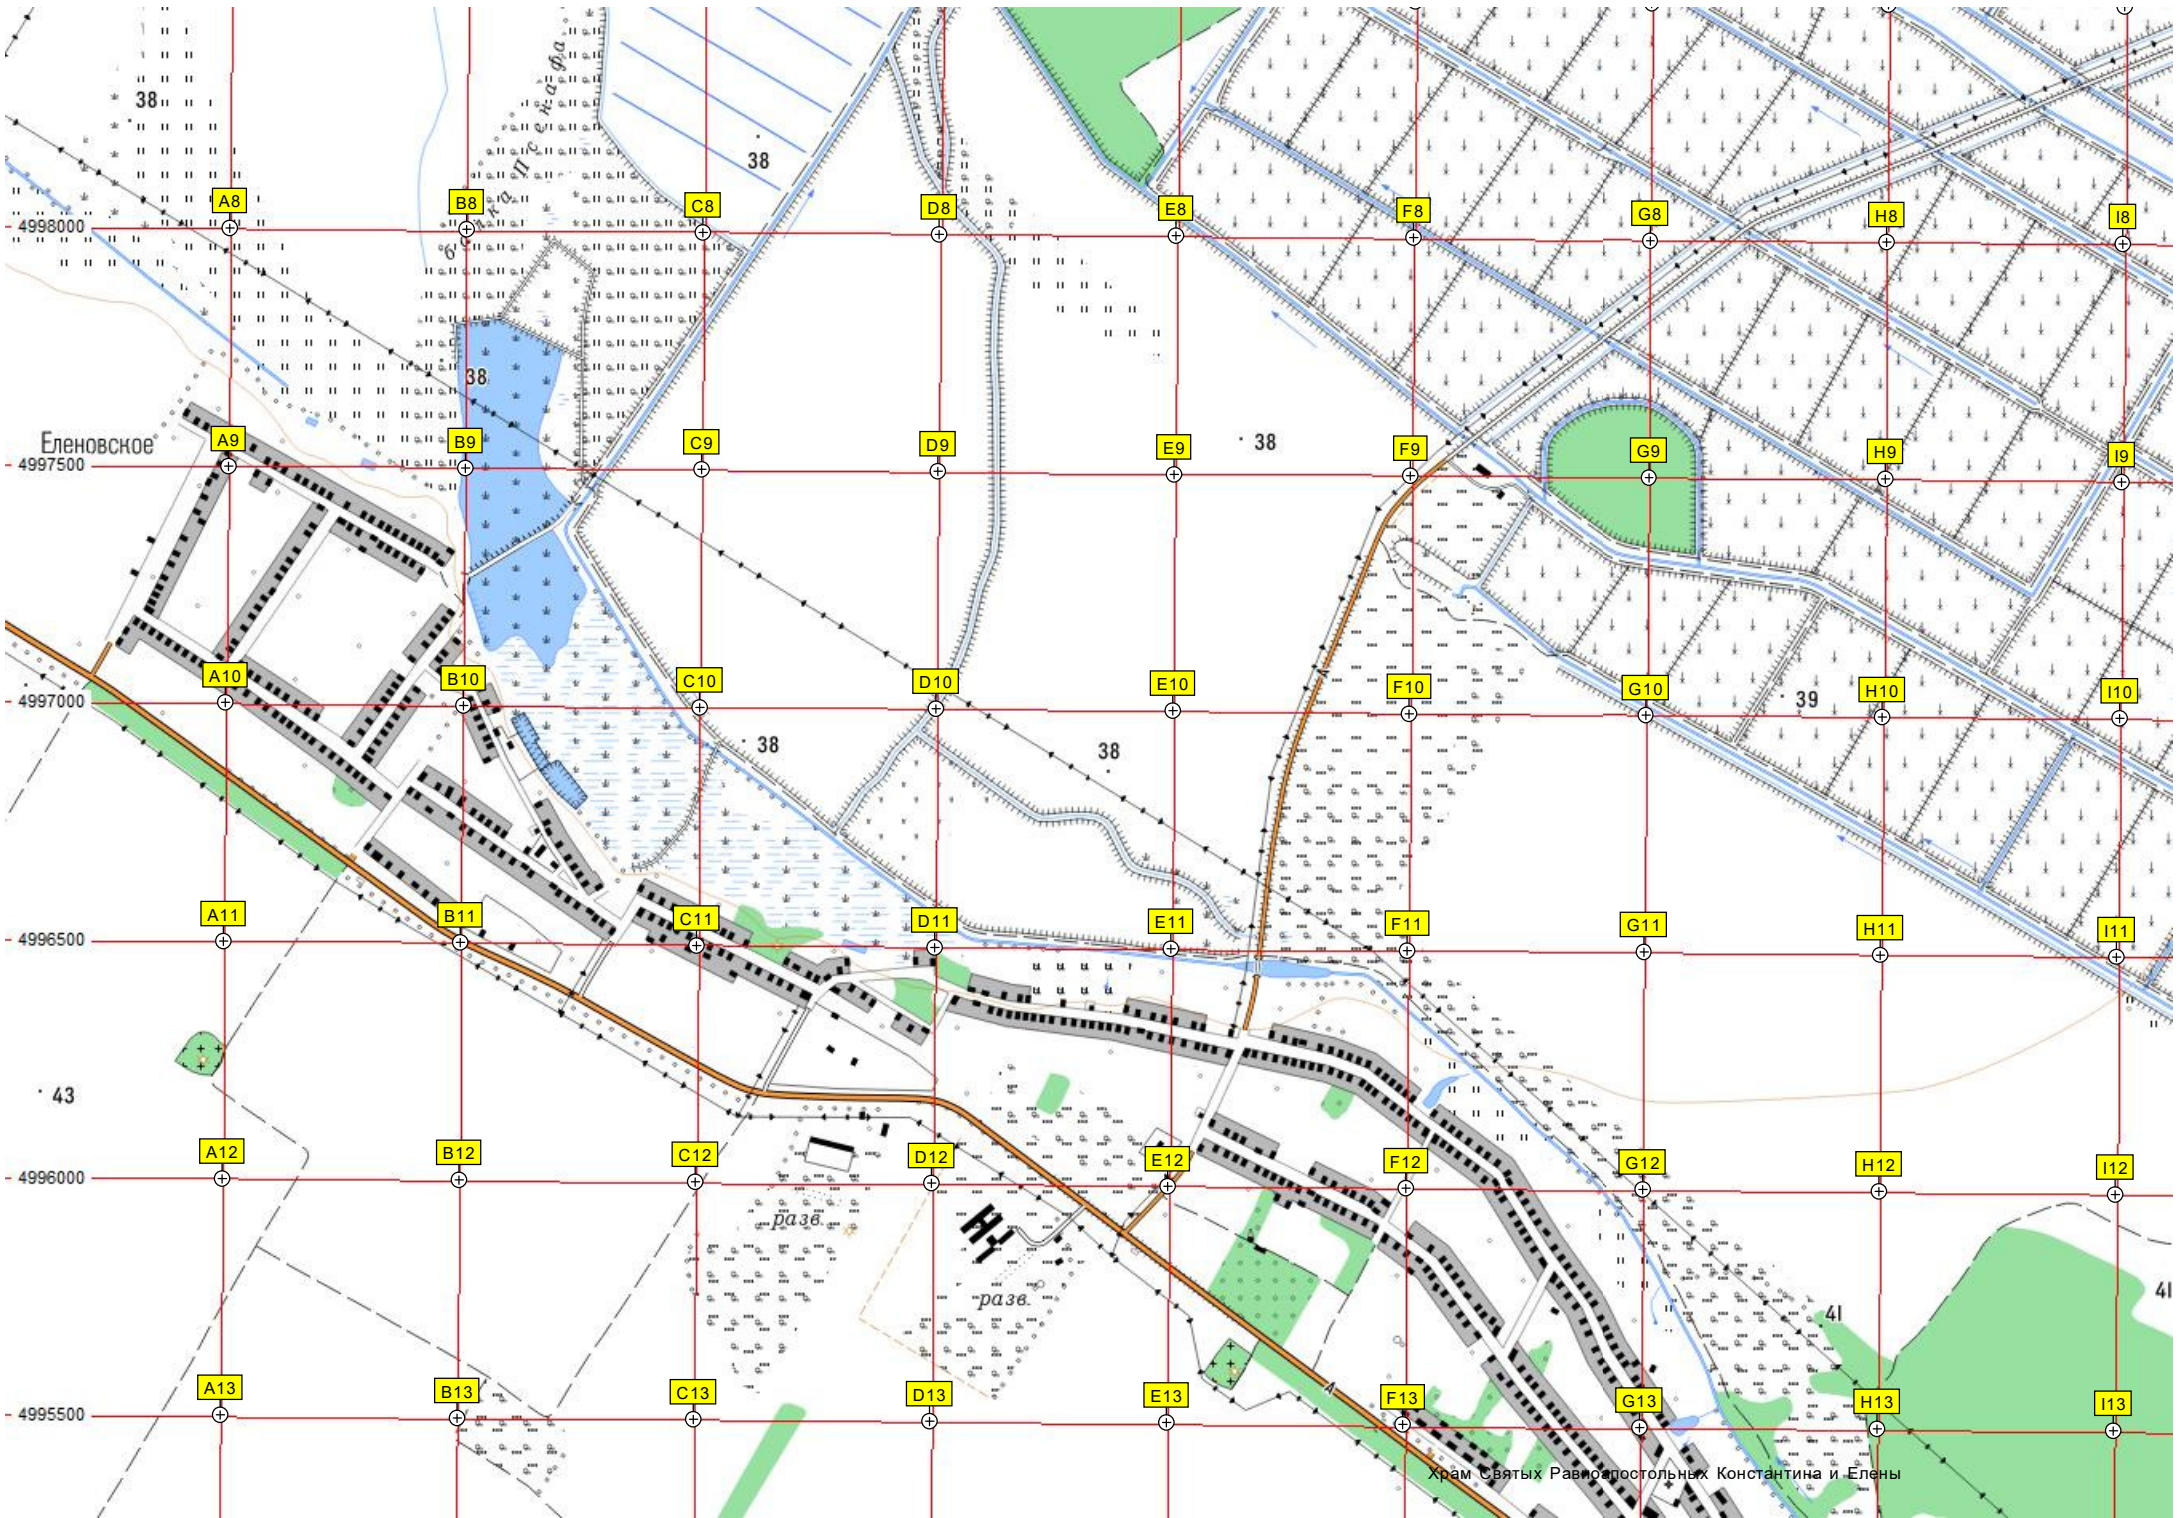 балка Псенафа
38
38
A8
B8
C8
D8
E8
F8
G8
H8
I8
4998000
38
Еленовское
A9
B9
C9
D9
E9
38
F9
G9
H9
I9
4997500
A10
B10
C10
D10
E10
F10
G10
39
H10
I10
4997000
38
38
A11
B11
C11
D11
E11
F11
G11
H11
I11
4996500
43
A12
B12
C12
D12
E12
F12
G12
H12
I12
4996000
разв.
разв.
41
41
А
А
A13
B13
C13
D13
E13
F13
G13
H13
I13
4995500
Храм Святых Равноапостольных Константина и Елены